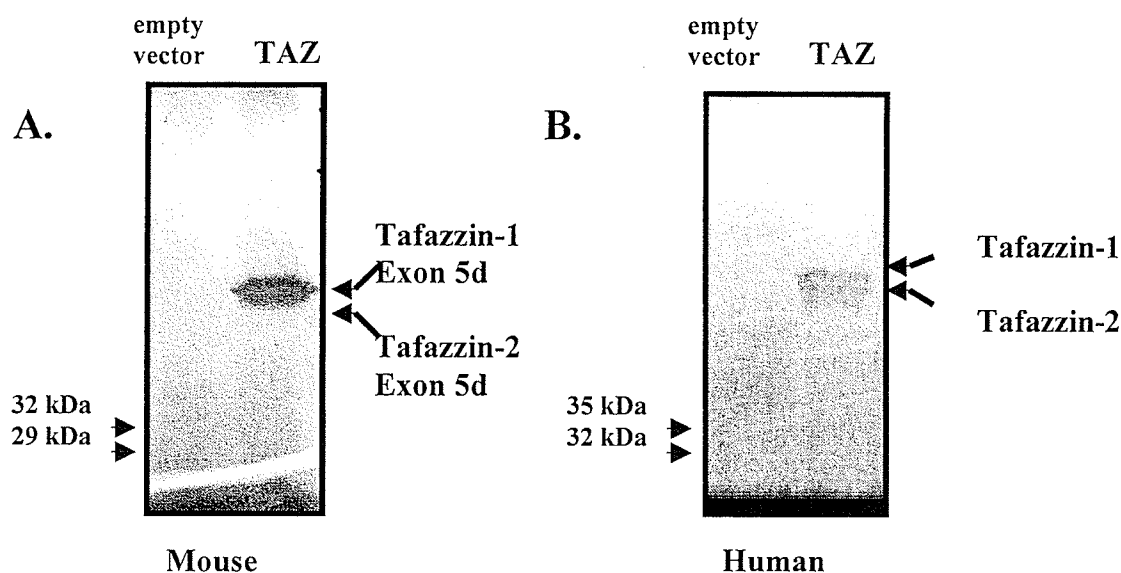 empty
vector
TAZ
A.
Tafazzin-1
Exon 5d
Tafazzin-2
Exon 5d
32 kDa
29 kDa
Mouse
empty
vector
TAZ
B.
Tafazzin-1
Tafazzin-2
35 kDa
32 kDa
Human